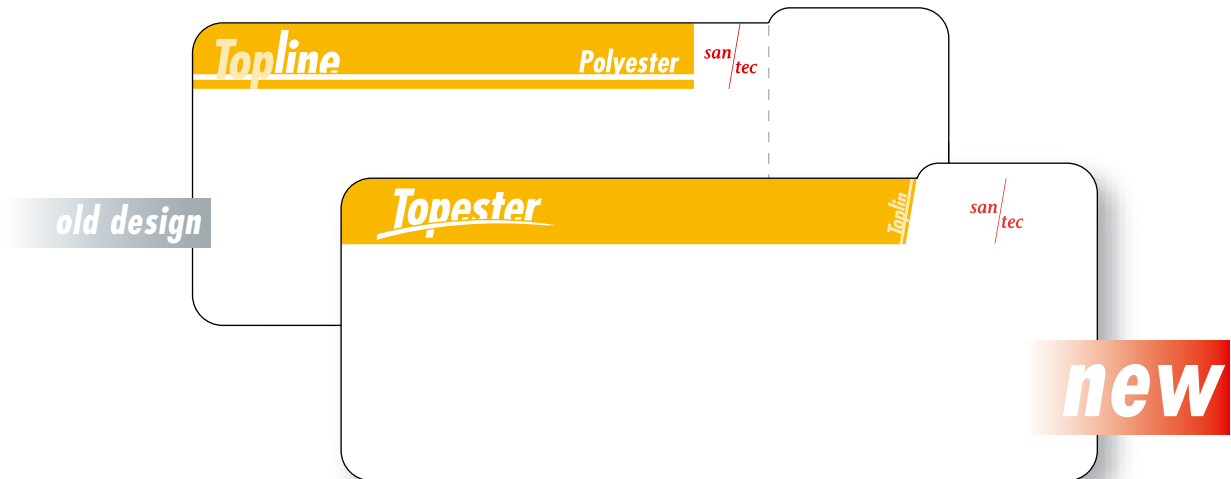 Topline
Polyester
san
tec
old design
Topester
Toplin
san
tec
new